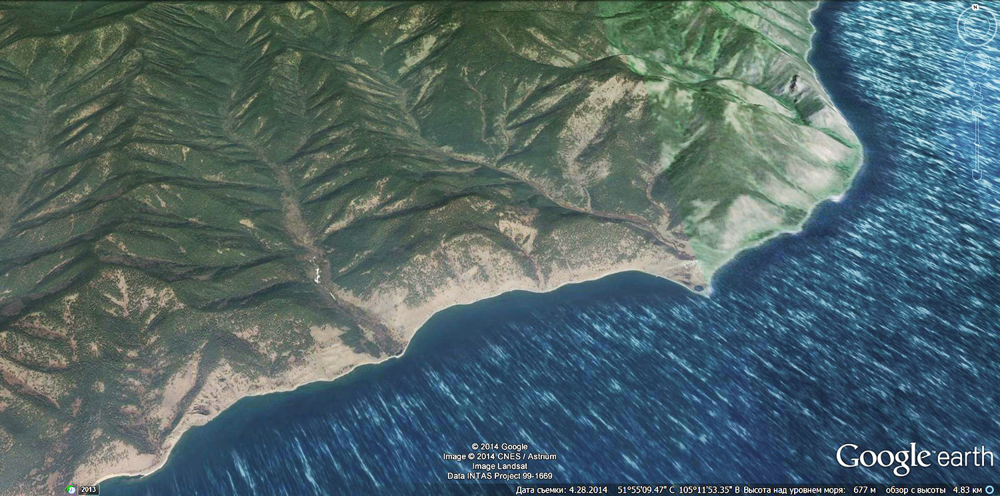 N
© 2014 Google
Image © 2014 CNES / Astrium
Image Landsat
Data INTAS Project 99-1669
Google™ earth
2013
Дата съемки: 4.28.2014 51°55'09.47" С 105°11'53.35" В Высота над уровнем моря: 677 м обзор с высоты 4.83 км